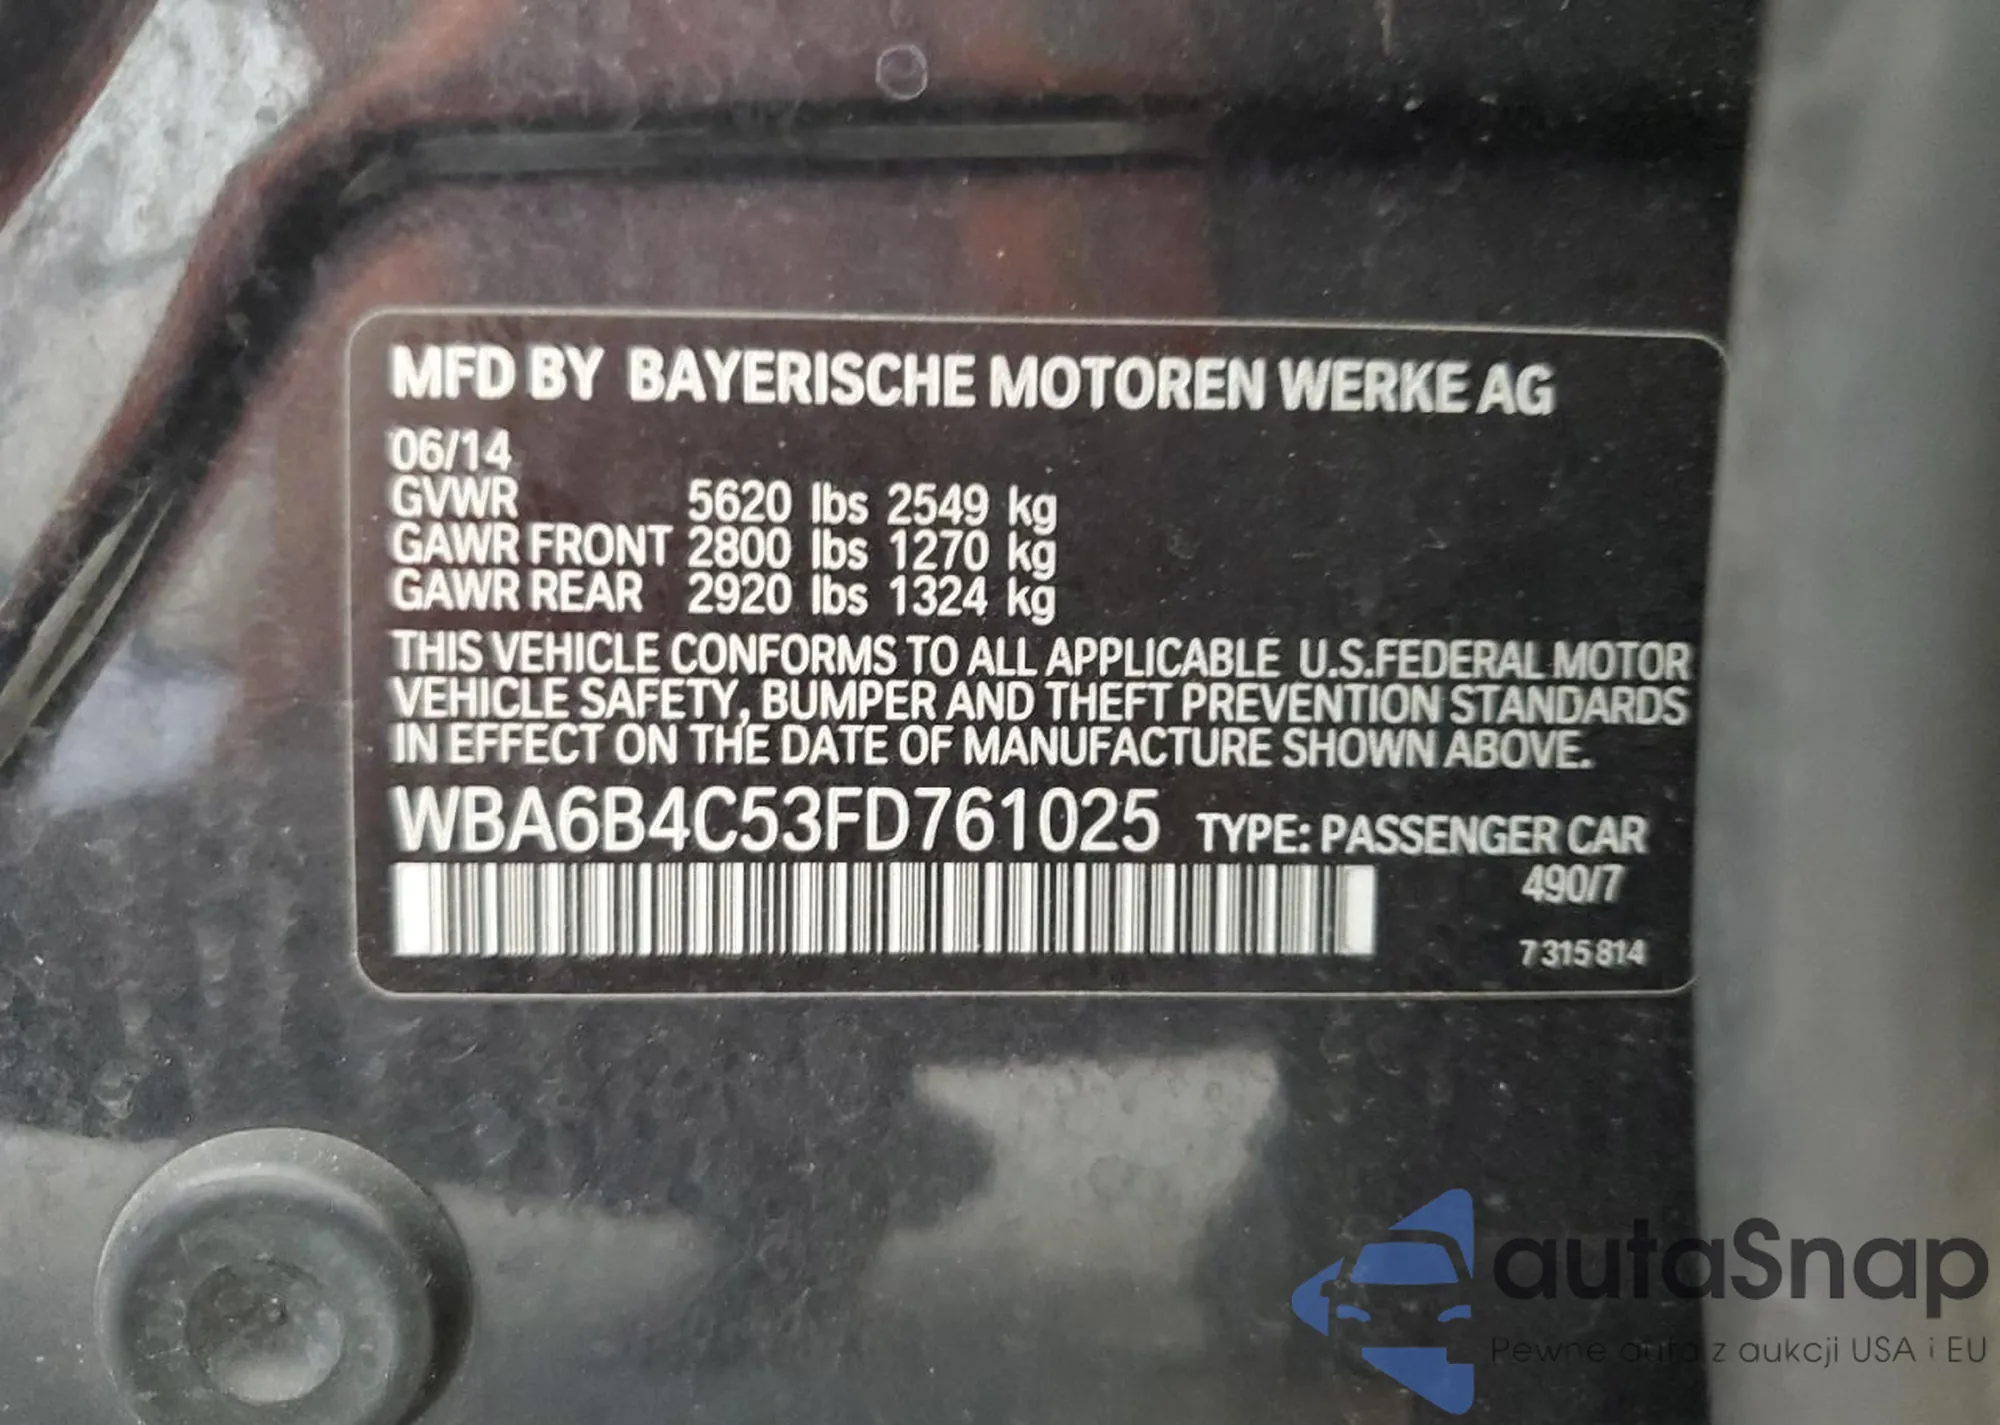 MFD BY BAYERISCHE MOTOREN WERKE AG
06/14
GVWR 5620 lbs 2549 kg
GAWR FRONT 2800 lbs 1270 kg
GAWR REAR 2920 lbs 1324 kg
THIS VEHICLE CONFORMS TO ALL APPLICABLE U.S.FEDERAL MOTOR
VEHICLE SAFETY, BUMPER AND THEFT PREVENTION STANDARDS
IN EFFECT ON THE DATE OF MANUFACTURE SHOWN ABOVE.
WBA6B4C53FD761025 TYPE: PASSENGER CAR
490/7
7315814
autaSnap
Pewne auta z aukcji USA i EU